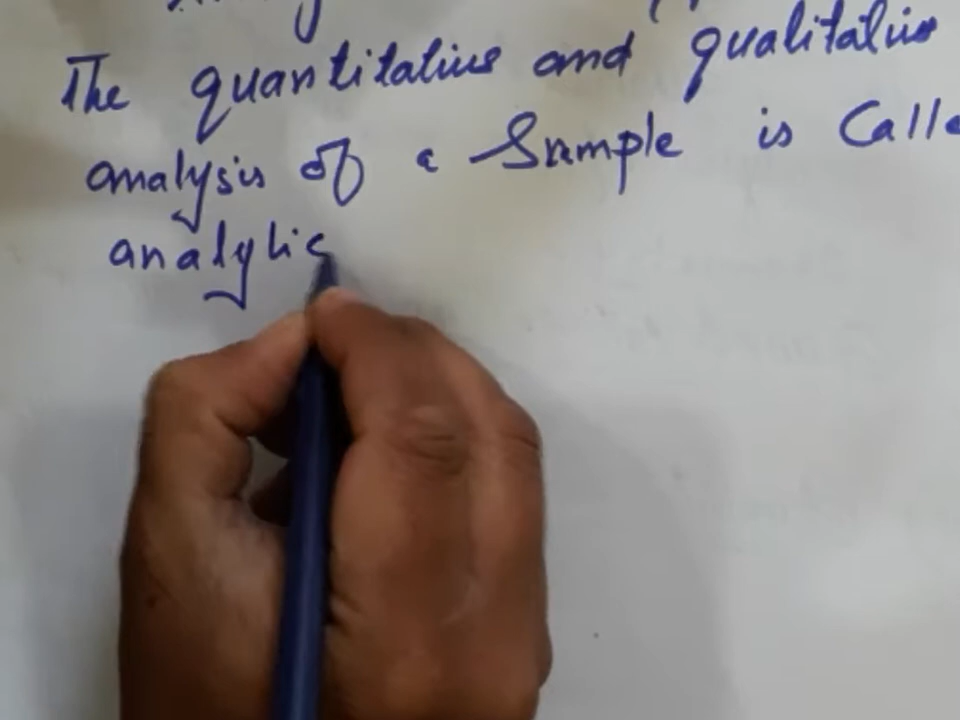 The quantitative and qualitative
analysis of a Sample is Calle
analytic